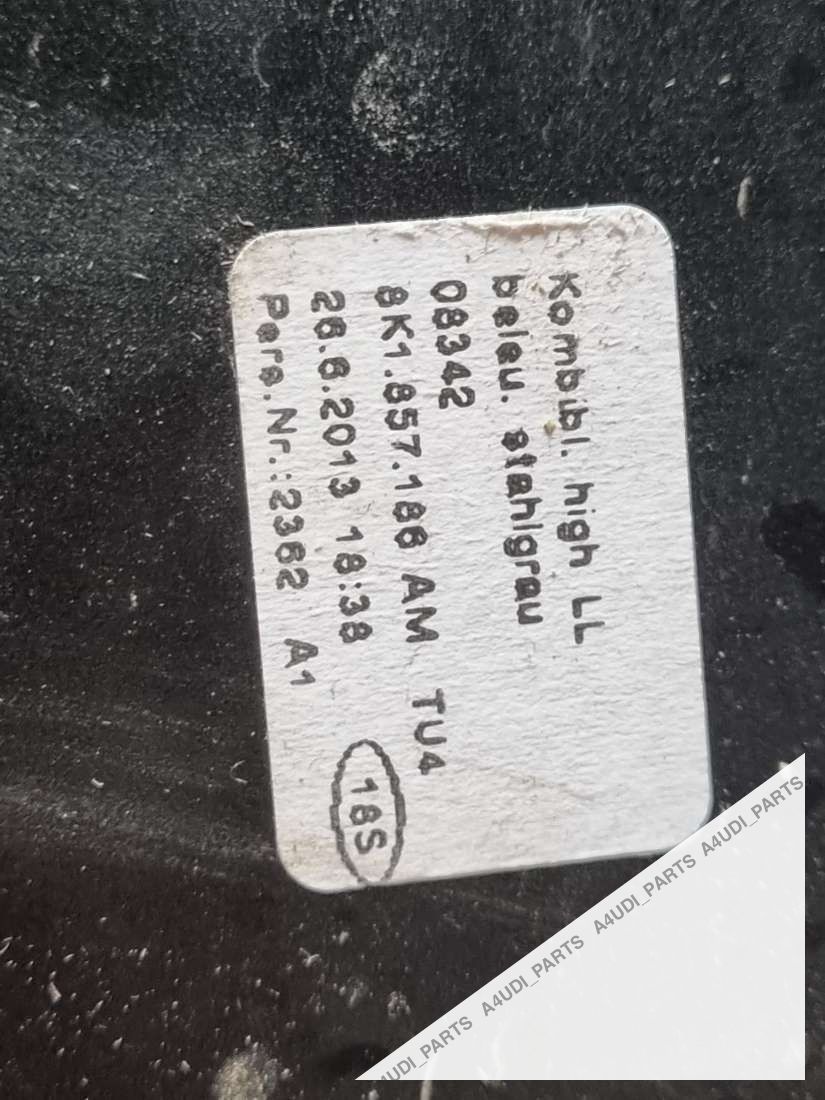 Kombibl. high LL
beleu. stahlgrau
08342
8K1.857.186 AM TU4
26.6.2013 18:38
Pers.Nr.:2362 A1
18S
A4UDI_PARTS A4UDI_PARTS A4UDI_PARTS A4UDI_PARTS